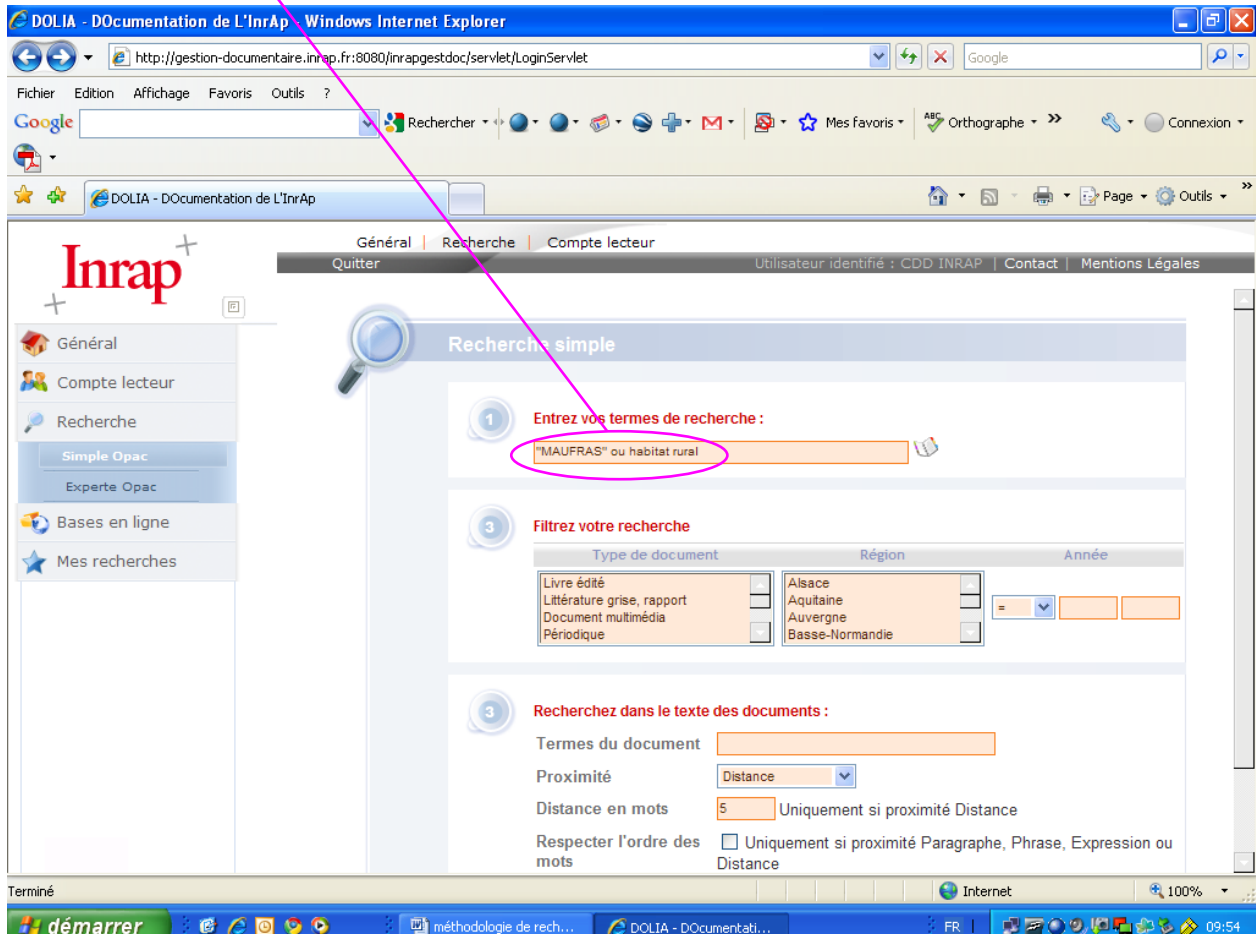 DOLIA - DOcumentation de L'InrAp - Windows Internet Explorer
http://gestion-documentaire.inrap.fr:8080/inrapgestdoc/servlet/LoginServlet
Google
Fichier Edition Affichage Favoris Outils ?
Google
Rechercher
Mes favoris
ABC Orthographe
Connexion
DOLIA - DOcumentation de L'InrAp
Page
Outils
Inrap
Général | Recherche | Compte lecteur
Quitter
Utilisateur identifié : CDD INRAP | Contact | Mentions Légales
Général
Compte lecteur
Recherche
Simple Opac
Experte Opac
Bases en ligne
Mes recherches
Recherche simple
1 Entrez vos termes de recherche :
"MAUFRAS" ou habitat rural
3 Filtrez votre recherche
Type de document Région Année
Livre édité
Littérature grise, rapport
Document multimédia
Périodique
Alsace
Aquitaine
Auvergne
Basse-Normandie
=
3 Recherchez dans le texte des documents :
Termes du document
Proximité Distance
Distance en mots 5 Uniquement si proximité Distance
Respecter l'ordre des mots Uniquement si proximité Paragraphe, Phrase, Expression ou Distance
Terminé
Internet
100%
démarrer
méthodologie de rech...
DOLIA - DOcumentati...
FR
09:54